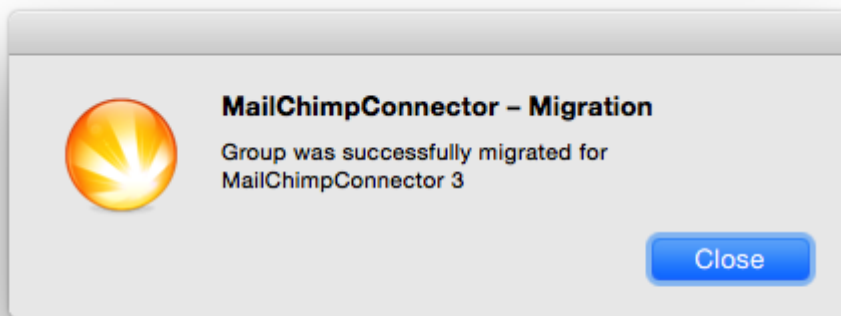 MailChimpConnector – Migration
Group was successfully migrated for
MailChimpConnector 3
Close